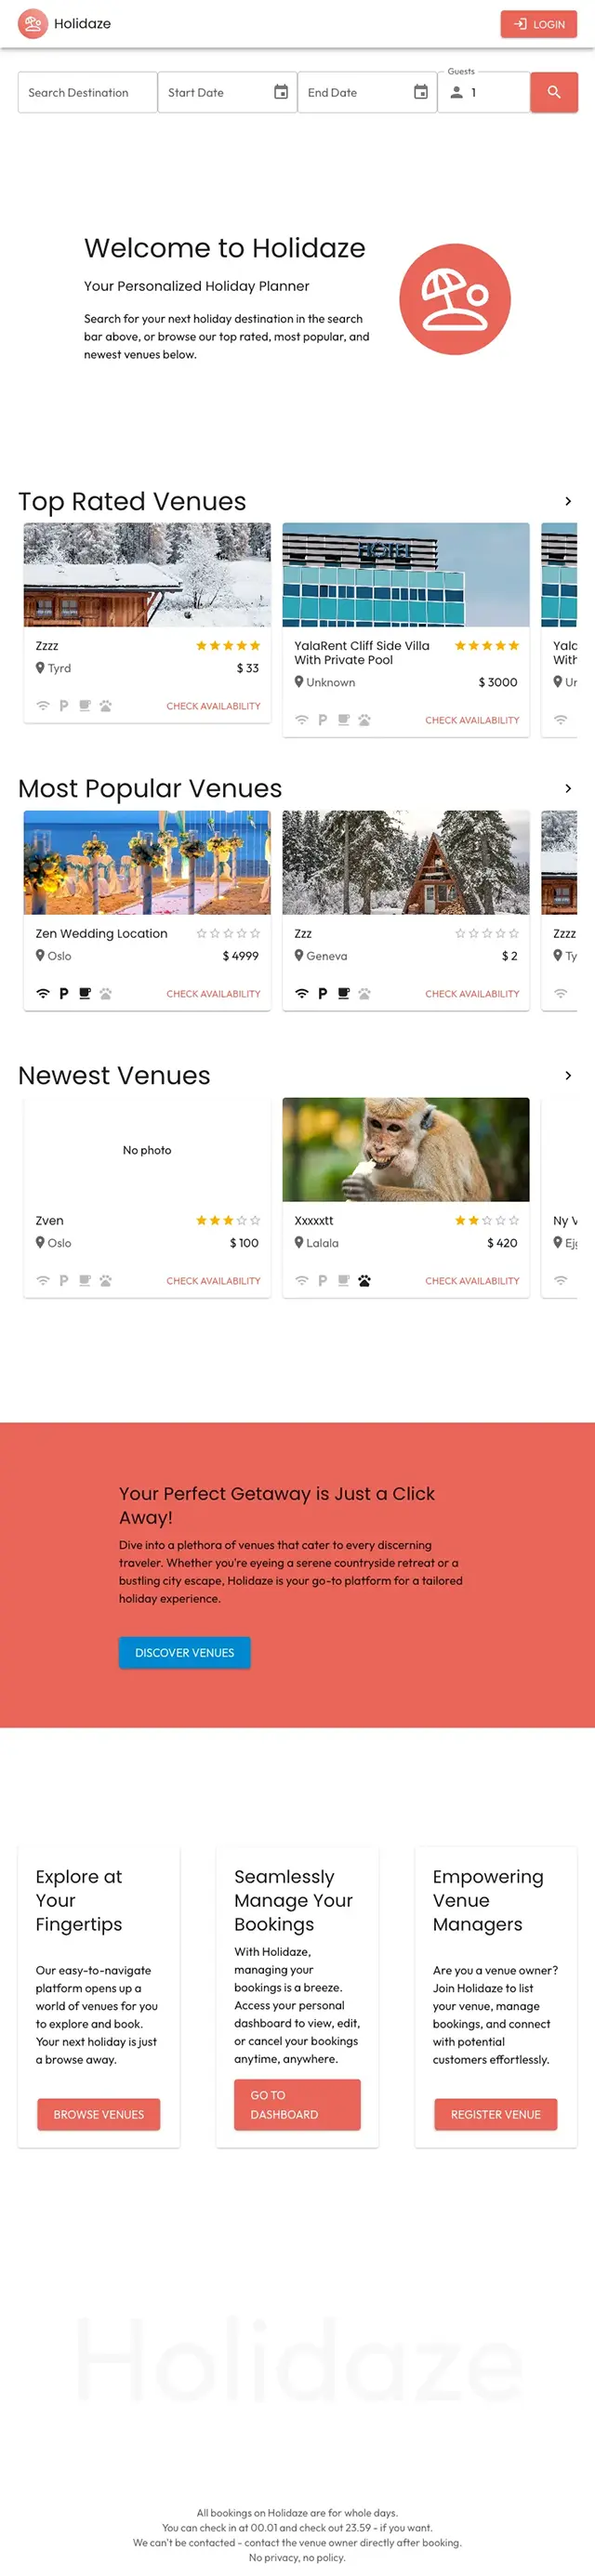 Holidaze
LOGIN
Search Destination
Start Date
End Date
Guests
1
Welcome to Holidaze
Your Personalized Holiday Planner
Search for your next holiday destination in the search
bar above, or browse our top rated, most popular, and
newest venues below.
Top Rated Venues
HOTEL
Zzzz
Tyrd
$ 33
P
CHECK AVAILABILITY
YalaRent Cliff Side Villa
With Private Pool
Unknown
$ 3000
P
CHECK AVAILABILITY
Yala
With
Ur
Most Popular Venues
Zen Wedding Location
Oslo
$ 4999
P
CHECK AVAILABILITY
Zzz
Geneva
$ 2
P
CHECK AVAILABILITY
Zzzz
Ty
Newest Venues
No photo
Zven
Oslo
$ 100
P
CHECK AVAILABILITY
Xxxxxtt
Lalala
$ 420
P
CHECK AVAILABILITY
Ny V
Ejg
Your Perfect Getaway is Just a Click
Away!
Dive into a plethora of venues that cater to every discerning
traveler. Whether you're eyeing a serene countryside retreat or a
bustling city escape, Holidaze is your go-to platform for a tailored
holiday experience.
DISCOVER VENUES
Explore at
Your
Fingertips
Our easy-to-navigate
platform opens up a
world of venues for you
to explore and book.
Your next holiday is just
a browse away.
BROWSE VENUES
Seamlessly
Manage Your
Bookings
With Holidaze,
managing your
bookings is a breeze.
Access your personal
dashboard to view, edit,
or cancel your bookings
anytime, anywhere.
GO TO
DASHBOARD
Empowering
Venue
Managers
Are you a venue owner?
Join Holidaze to list
your venue, manage
bookings, and connect
with potential
customers effortlessly.
REGISTER VENUE
Holidaze
All bookings on Holidaze are for whole days.
You can check in at 00.01 and check out 23.59 - if you want.
We can't be contacted - contact the venue owner directly after booking.
No privacy, no policy.